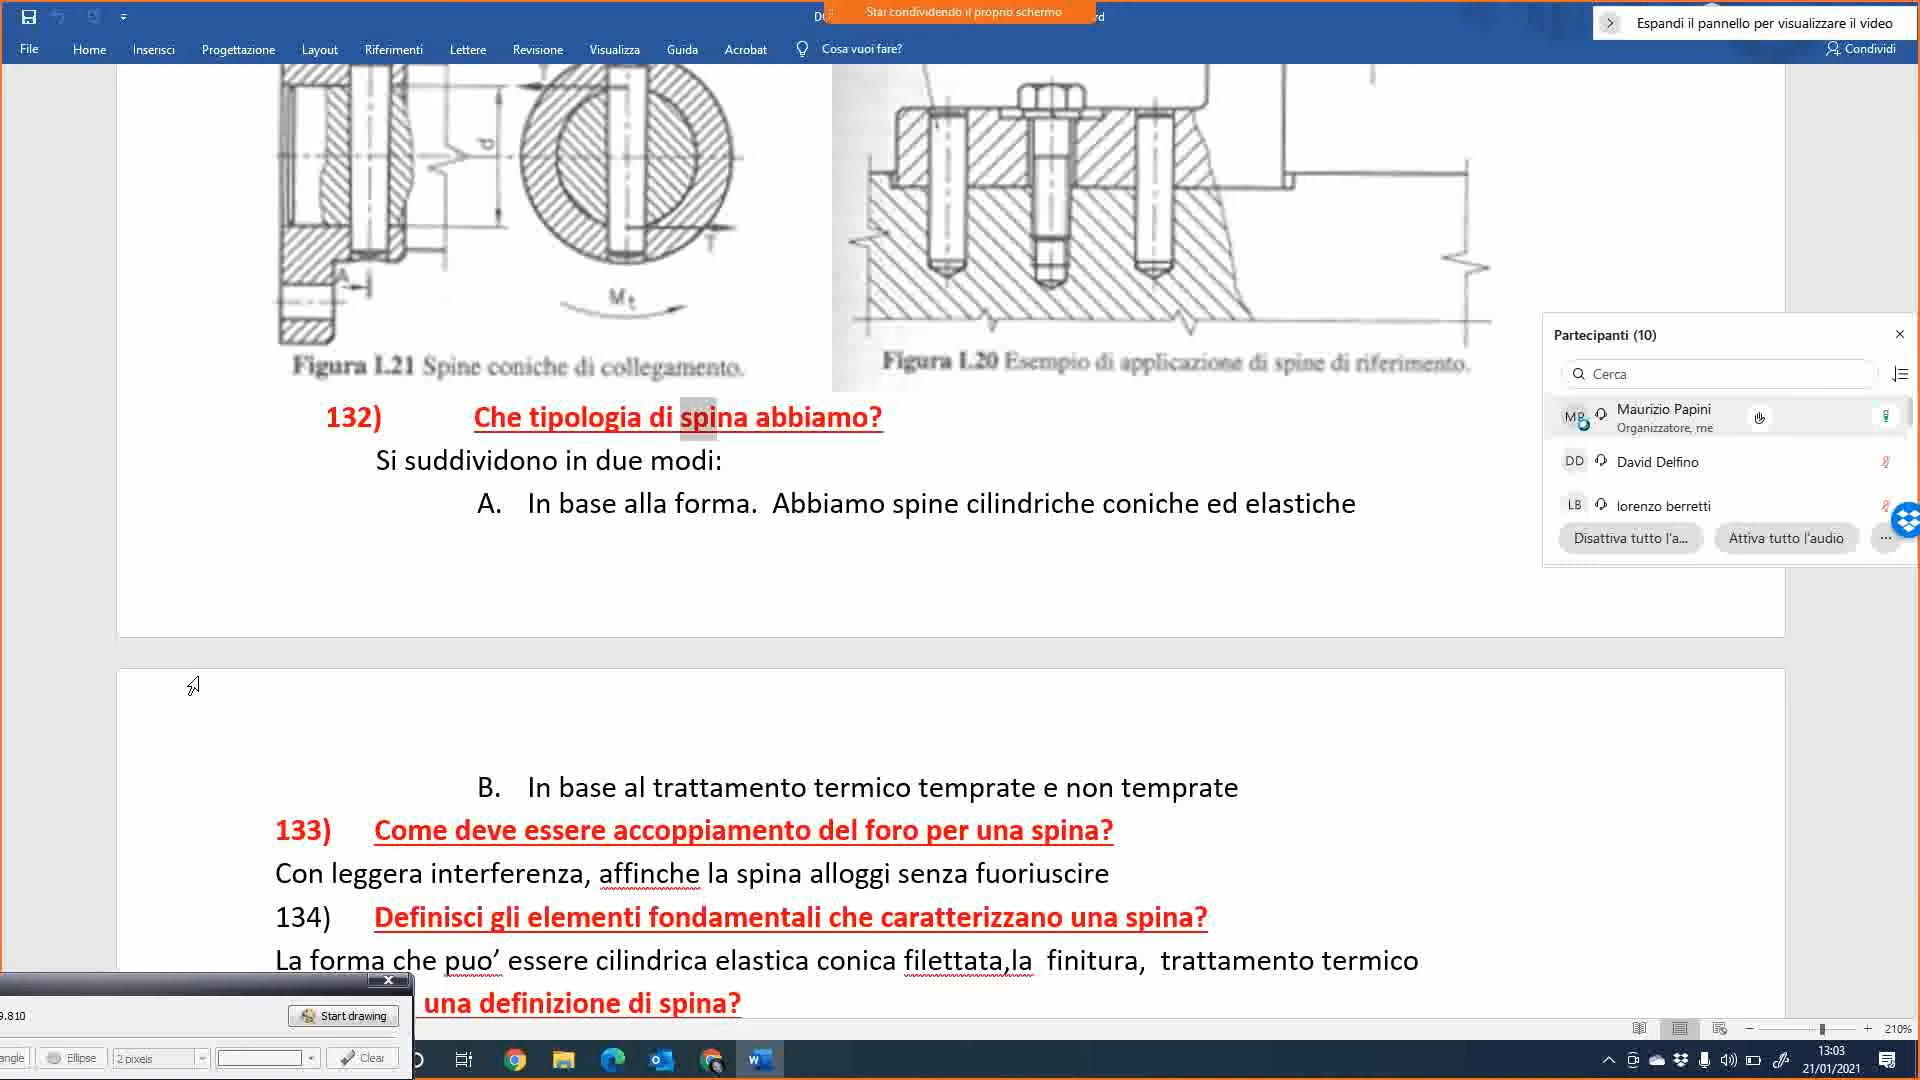 Stai condividendo il proprio schermo
Espandi il pannello per visualizzare il video
File Home Inserisci Progettazione Layout Riferimenti Lettere Revisione Visualizza Guida Acrobat Cosa vuoi fare? Condividi
d
T
A
Mt
Figura I.21 Spine coniche di collegamento.
Figura I.20 Esempio di applicazione di spine di riferimento.
132) Che tipologia di spina abbiamo?
Si suddividono in due modi:
A. In base alla forma. Abbiamo spine cilindriche coniche ed elastiche
B. In base al trattamento termico temprate e non temprate
133) Come deve essere accoppiamento del foro per una spina?
Con leggera interferenza, affinche la spina alloggi senza fuoriuscire
134) Definisci gli elementi fondamentali che caratterizzano una spina?
La forma che puo’ essere cilindrica elastica conica filettata,la finitura, trattamento termico
una definizione di spina?
Partecipanti (10)
Cerca
Maurizio Papini
Organizzatore, me
DD David Delfino
LB lorenzo berretti
Disattiva tutto l'a... Attiva tutto l'audio ...
9.810
Start drawing
angle Ellipse 2 pixels Clear
210%
13:03
21/01/2021